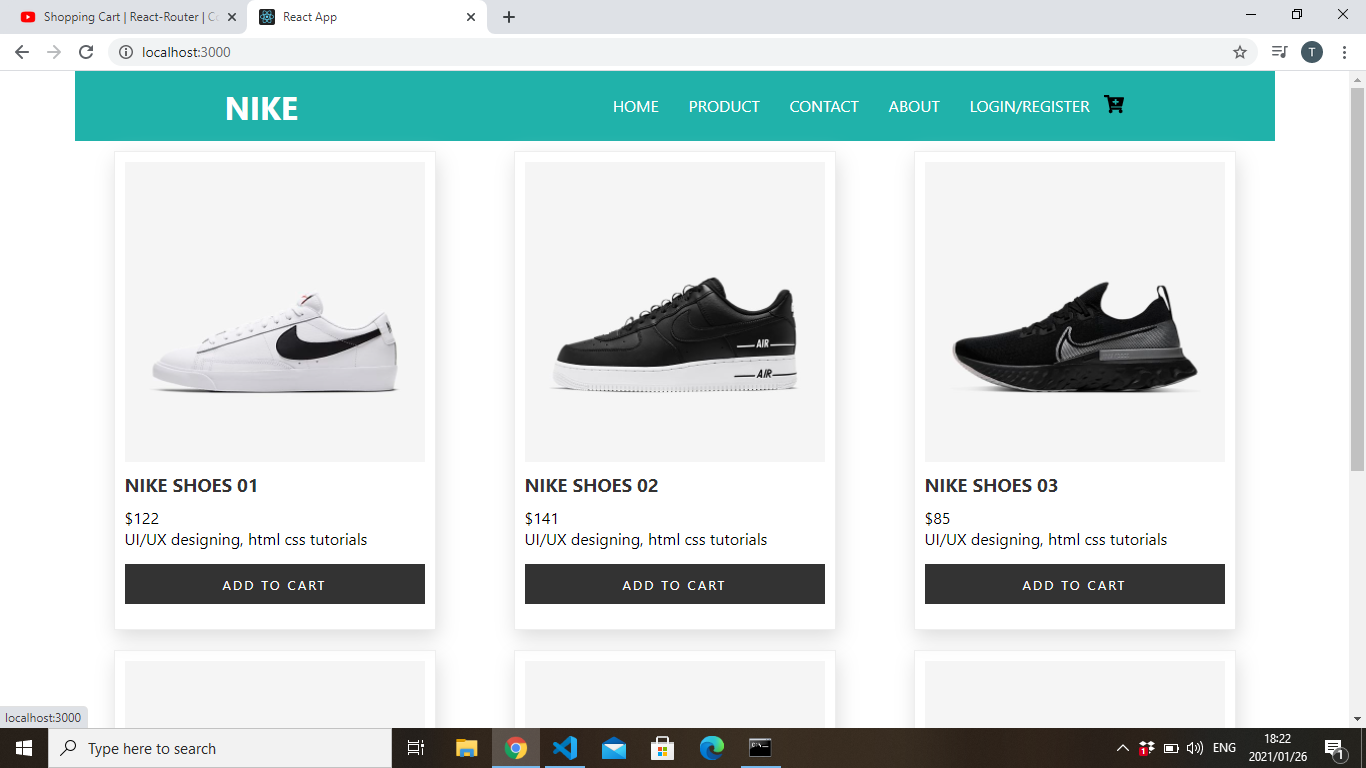 Shopping Cart | React-Router | C
React App
localhost:3000
T
NIKE
HOME PRODUCT CONTACT ABOUT LOGIN/REGISTER
AIR AIR
NIKE SHOES 01
$122
UI/UX designing, html css tutorials
ADD TO CART
NIKE SHOES 02
$141
UI/UX designing, html css tutorials
ADD TO CART
NIKE SHOES 03
$85
UI/UX designing, html css tutorials
ADD TO CART
localhost:3000
Type here to search
1
ENG
18:22
2021/01/26
1